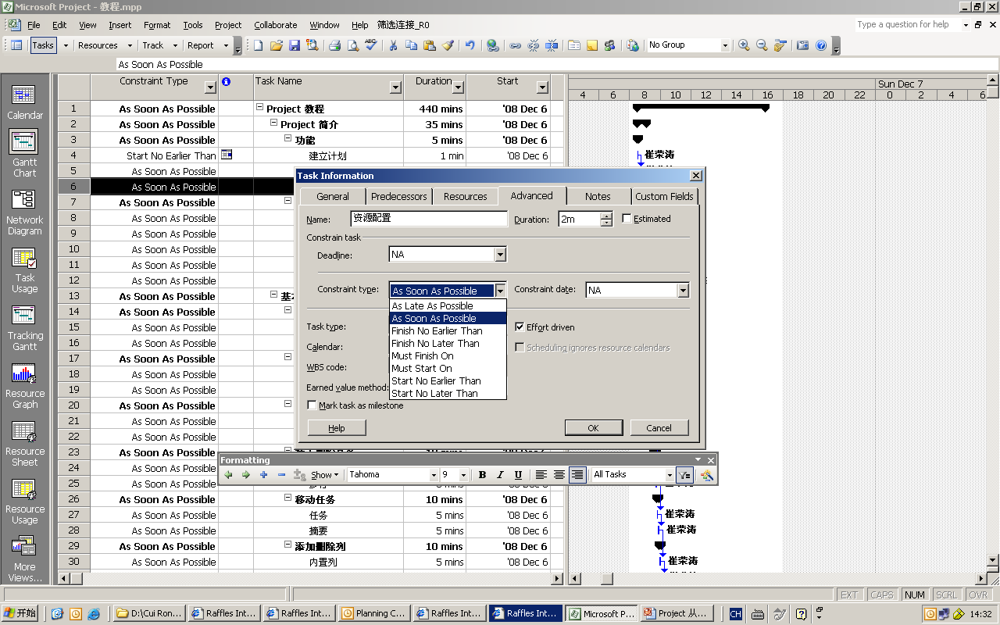 Microsoft Project - 教程.mpp
File Edit View Insert Format Tools Project Collaborate Window Help 筛选连接_R0 Type a question for help
Tasks Resources Track Report No Group
As Soon As Possible
Constraint Type Task Name Duration Start Sun Dec 7
4 6 8 10 12 14 16 18 20 22 0 2 4 6
1 As Soon As Possible Project 教程 440 mins '08 Dec 6
2 As Soon As Possible Project 简介 35 mins '08 Dec 6
3 As Soon As Possible 功能 5 mins '08 Dec 6
4 Start No Earlier Than 建立计划 1 min '08 Dec 6 崔荣涛
5 As Soon As Possible
6 As Soon As Possible
7 As Soon As Possible
8 As Soon As Possible
9 As Soon As Possible
10 As Soon As Possible
11 As Soon As Possible
12 As Soon As Possible
13 As Soon As Possible
14 As Soon As Possible
15 As Soon As Possible
16 As Soon As Possible
17 As Soon As Possible
18 As Soon As Possible
19 As Soon As Possible
20 As Soon As Possible
21 As Soon As Possible
22 As Soon As Possible
23 As Soon As Possible
24 As Soon As Possible
25 As Soon As Possible
26 As Soon As Possible 移动任务 10 mins '08 Dec 6
27 As Soon As Possible 任务 5 mins '08 Dec 6 崔荣涛
28 As Soon As Possible 摘要 5 mins '08 Dec 6 崔荣涛
29 As Soon As Possible 添加删除列 10 mins '08 Dec 6
30 As Soon As Possible 内置列 5 mins '08 Dec 6 崔荣涛
Calendar
Gantt
Chart
Network
Diagram
Task
Usage
Tracking
Gantt
Resource
Graph
Resource
Sheet
Resource
Usage
More
Views...
Task Information
General Predecessors Resources Advanced Notes Custom Fields
Name: 资源配置 Duration: 2m Estimated
Constrain task
Deadline: NA
Constraint type: As Soon As Possible Constraint date: NA
As Late As Possible
As Soon As Possible
Finish No Earlier Than
Finish No Later Than
Must Finish On
Must Start On
Start No Earlier Than
Start No Later Than
Task type: Effort driven
Calendar: Scheduling ignores resource calendars
WBS code:
Earned value method:
Mark task as milestone
Help OK Cancel
Formatting
Show Tahoma 9 B I U All Tasks
EXT CAPS NUM SCRL OVR
开始 D:\Cui Ron... Raffles Int... Raffles Int... Planning C... Raffles Int... Raffles Int... Microsoft P... Project 从... CH 14:32